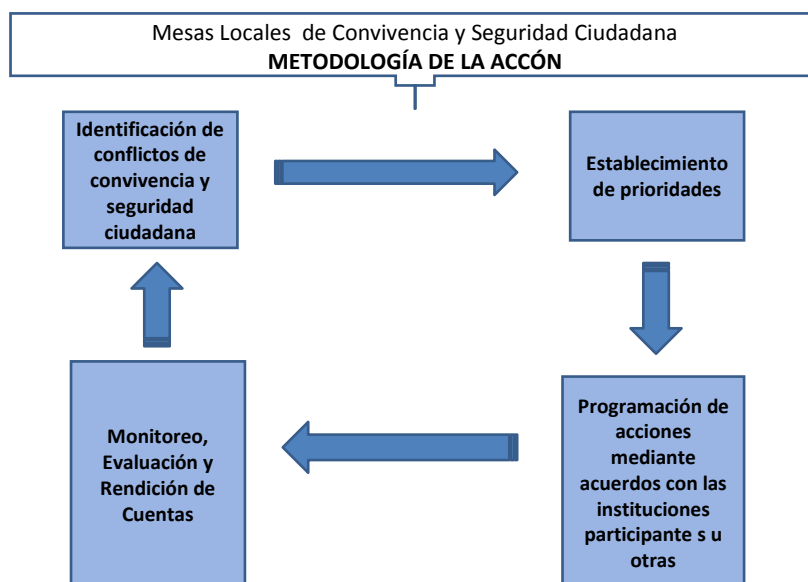 Mesas Locales de Convivencia y Seguridad Ciudadana
METODOLOGÍA DE LA ACCÓN
Identificación de
conflictos de
convivencia y
seguridad
ciudadana
Establecimiento
de prioridades
Programación de
acciones
mediante
acuerdos con las
instituciones
participante s u
otras
Monitoreo,
Evaluación y
Rendición de
Cuentas